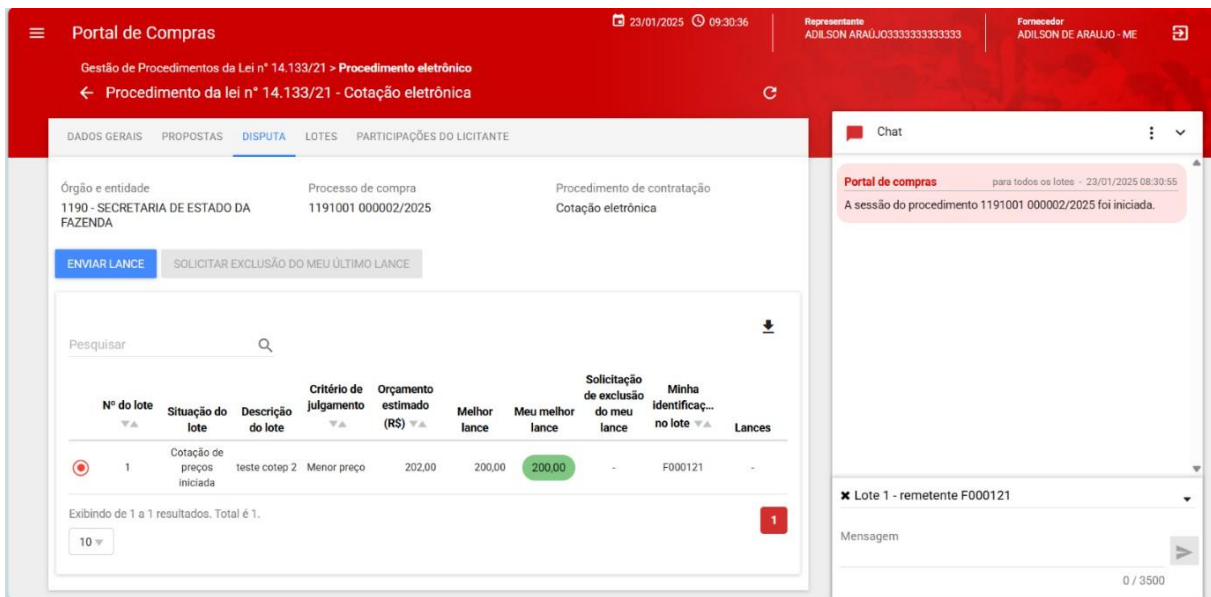 Portal de Compras
23/01/2025 09:30:36
Representante
ADILSON ARAÚJO3333333333333
Fornecedor
ADILSON DE ARAUJO - ME
Gestão de Procedimentos da Lei n° 14.133/21 > Procedimento eletrônico
Procedimento da lei n° 14.133/21 - Cotação eletrônica
DADOS GERAIS PROPOSTAS DISPUTA LOTES PARTICIPAÇÕES DO LICITANTE
Órgão e entidade
1190 - SECRETARIA DE ESTADO DA
FAZENDA
Processo de compra
1191001 000002/2025
Procedimento de contratação
Cotação eletrônica
ENVIAR LANCE SOLICITAR EXCLUSÃO DO MEU ÚLTIMO LANCE
Pesquisar
Nº do lote
Situação do
lote
Descrição
do lote
Critério de
julgamento
Orçamento
estimado
(R$)
Melhor
lance
Meu melhor
lance
Solicitação
de exclusão
do meu
lance
Minha
identificaç...
no lote
Lances
1
Cotação de
preços
iniciada
teste cotep 2
Menor preço
202,00
200,00
200,00
-
F000121
-
Exibindo de 1 a 1 resultados. Total é 1.
1
10
Chat
Portal de compras para todos os lotes - 23/01/2025 08:30:55
A sessão do procedimento 1191001 000002/2025 foi iniciada.
✖ Lote 1 - remetente F000121
Mensagem
0 / 3500